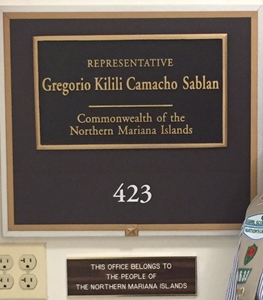 REPRESENTATIVE
Gregorio Kilili Camacho Sablan
Commonwealth of the
Northern Mariana Islands
423
THIS OFFICE BELONGS TO
THE PEOPLE OF
THE NORTHERN MARIANA ISLANDS